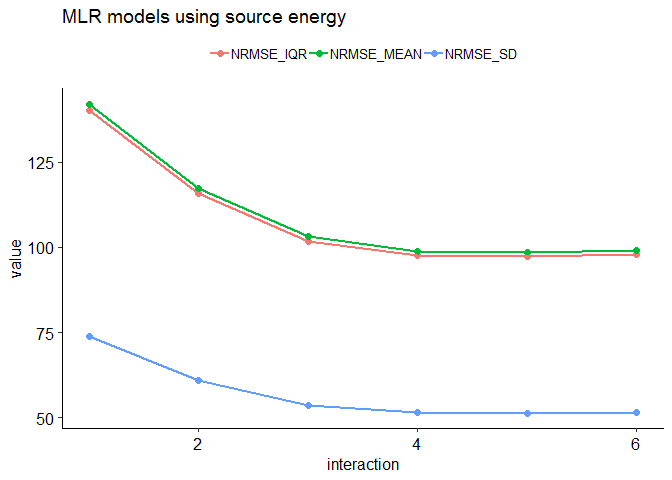 MLR models using source energy
NRMSE_IQR NRMSE_MEAN NRMSE_SD
125
100
75
50
value
2 4 6
interaction